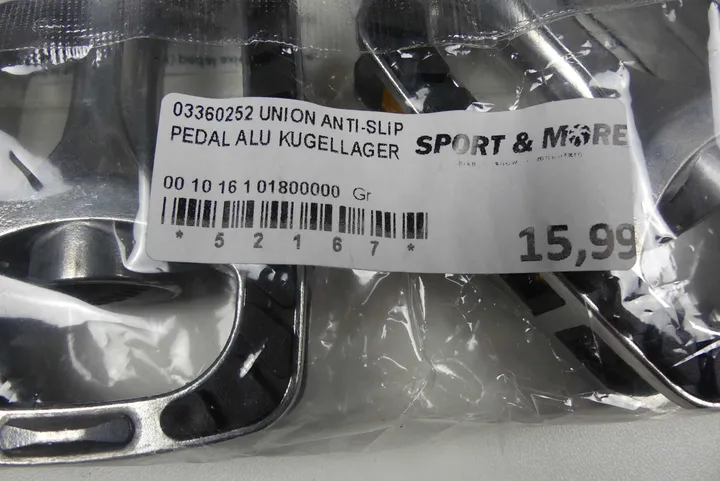 03360252 UNION ANTI-SLIP
PEDAL ALU KUGELLAGER
SPORT & MORE
00 10 16 1 01800000 Gr
* 5 2 1 6 7 *
15,99